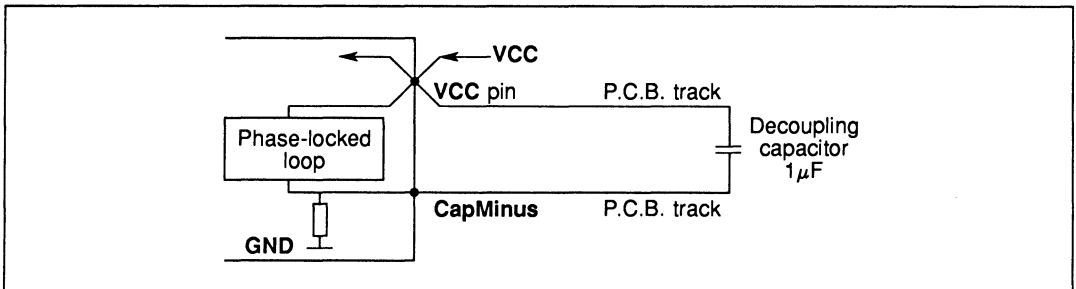 VCC
VCC pin
P.C.B. track
Phase-locked
loop
Decoupling
capacitor
1μF
CapMinus
P.C.B. track
GND